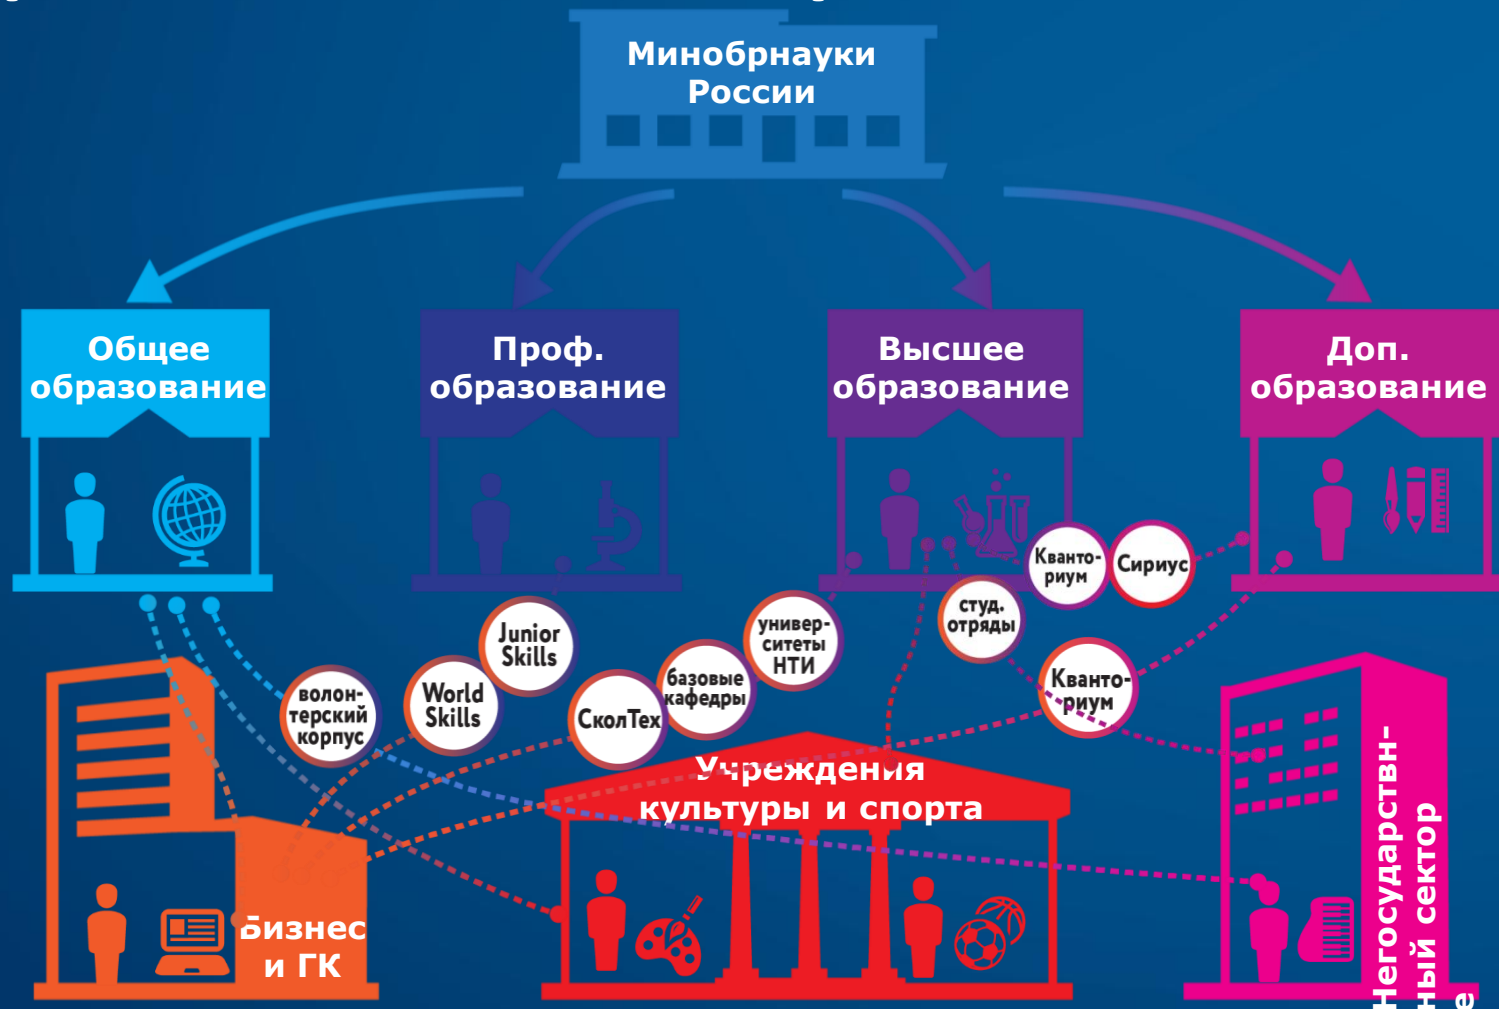 Минобрнауки
России
Общее
образование
Проф.
образование
Высшее
образование
Доп.
образование
Кванто-
риум
Сириус
студ.
отряды
Junior
Skills
универ-
ситеты
НТИ
волон-
терский
корпус
World
Skills
СколТех
базовые
кафедры
Кванто-
риум
Учреждения
культуры и спорта
Бизнес
и ГК
Негосударствн-
ный сектор
е